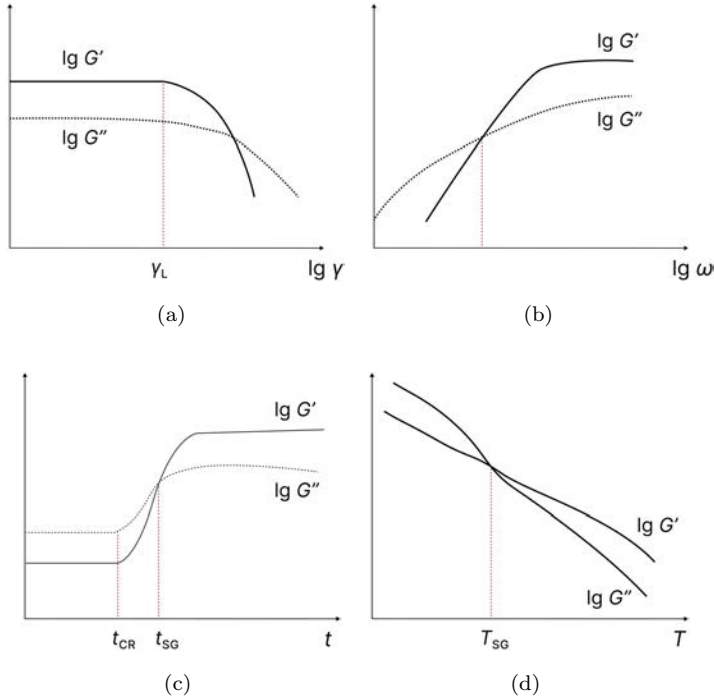 lg G′
lg G″
γL
lg γ
(a)
lg G′
lg G″
lg ω
(b)
lg G′
lg G″
tCR
tSG
t
(c)
lg G′
lg G″
TSG
T
(d)